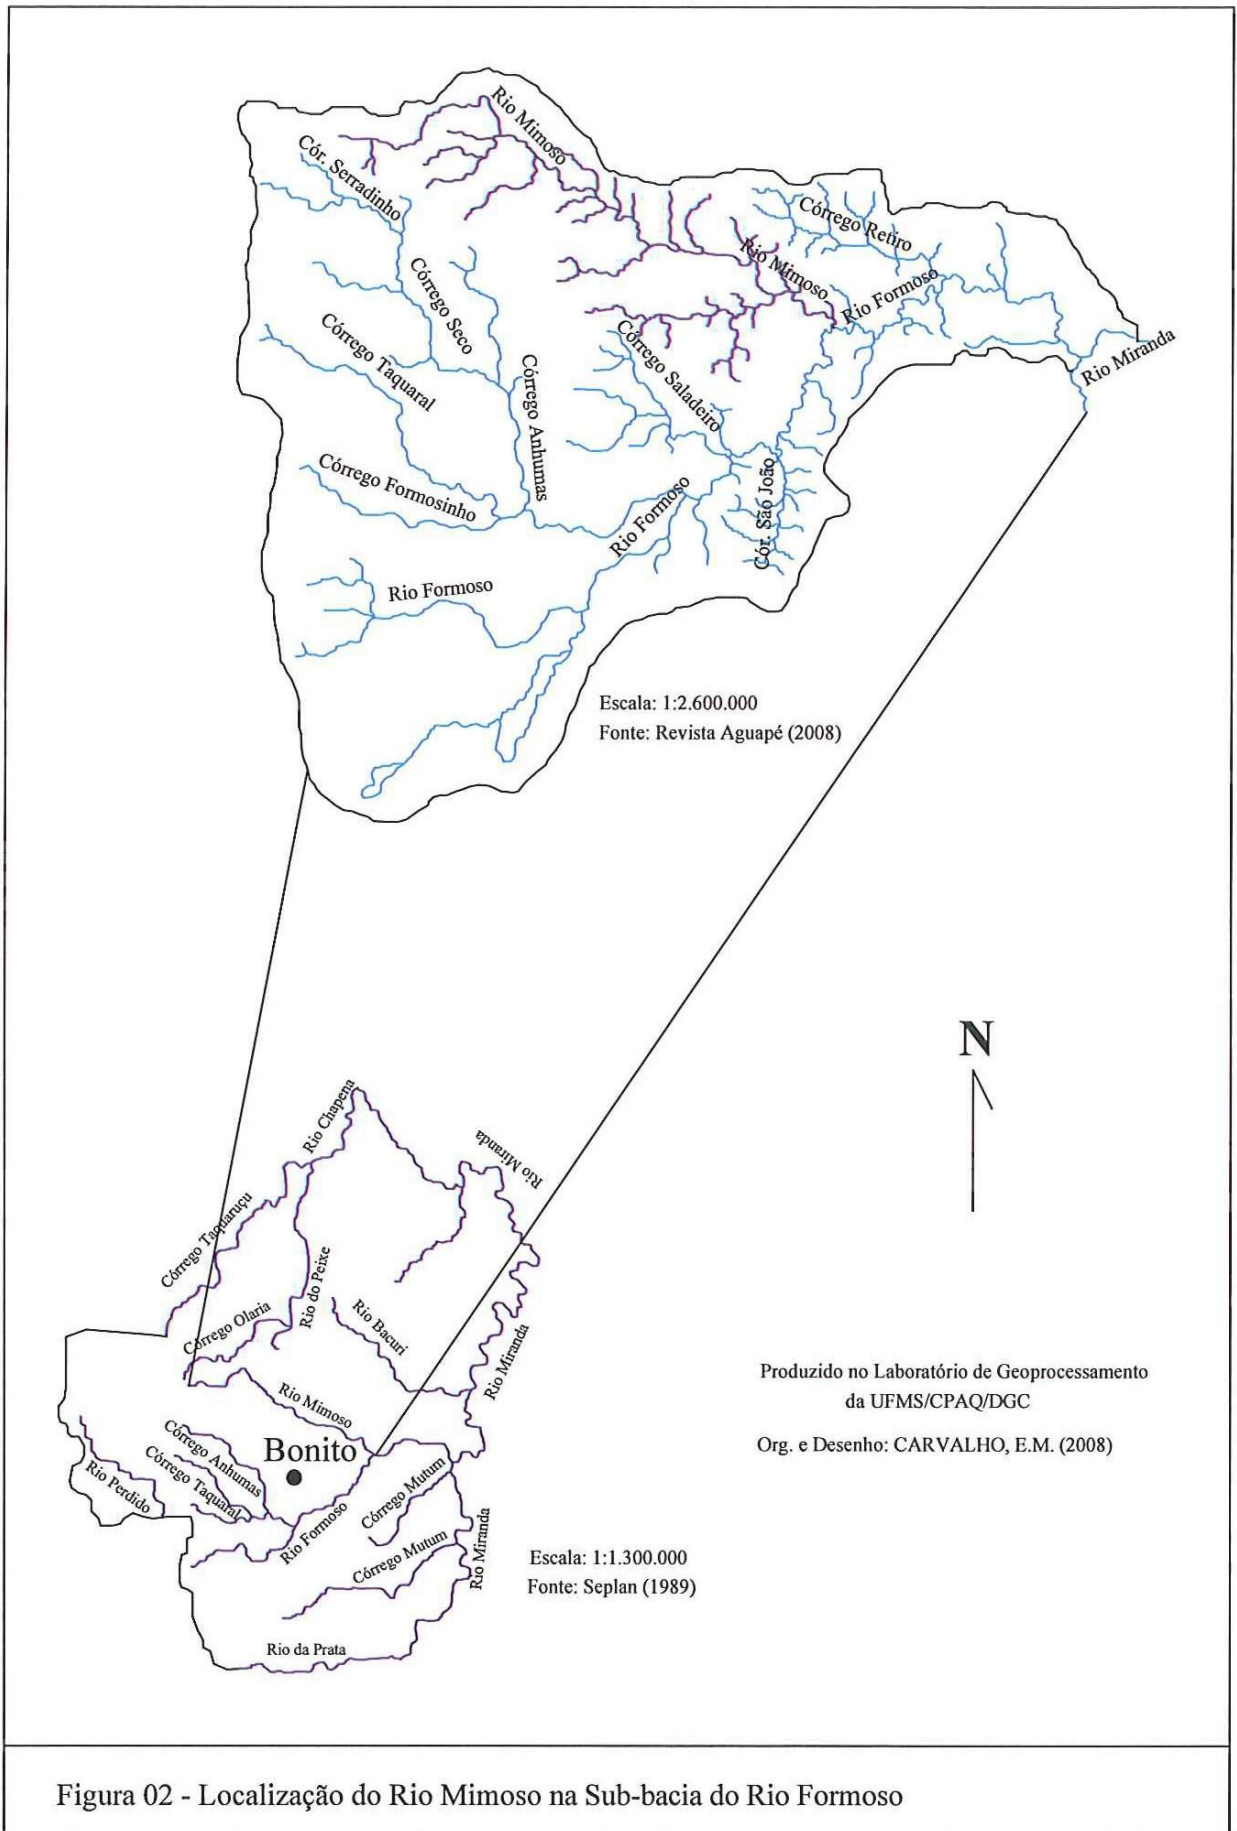 Rio Mimoso
Cór. Serradinho
Córrego Retiro
Rio Mimoso
Córrego Seco
Rio Formoso
Córrego Taquaral
Córrego Saladeiro
Rio Miranda
Córrego Anhumas
Córrego Formosinho
Rio Formoso
Cór. São João
Rio Formoso
Escala: 1:2.600.000
Fonte: Revista Aguapé (2008)
N
Rio Chapena
Rio Miranda
Córrego Taquaruçu
Rio do Peixe
Córrego Olaria
Rio Bacuri
Rio Miranda
Rio Mimoso
Produzido no Laboratório de Geoprocessamento
da UFMS/CPAQ/DGC
Org. e Desenho: CARVALHO, E.M. (2008)
Córrego Anhumas
Bonito
Córrego Taquaral
Rio Perdido
Córrego Mutum
Rio Formoso
Córrego Mutum
Rio Miranda
Escala: 1:1.300.000
Fonte: Seplan (1989)
Rio da Prata
Figura 02 - Localização do Rio Mimoso na Sub-bacia do Rio Formoso